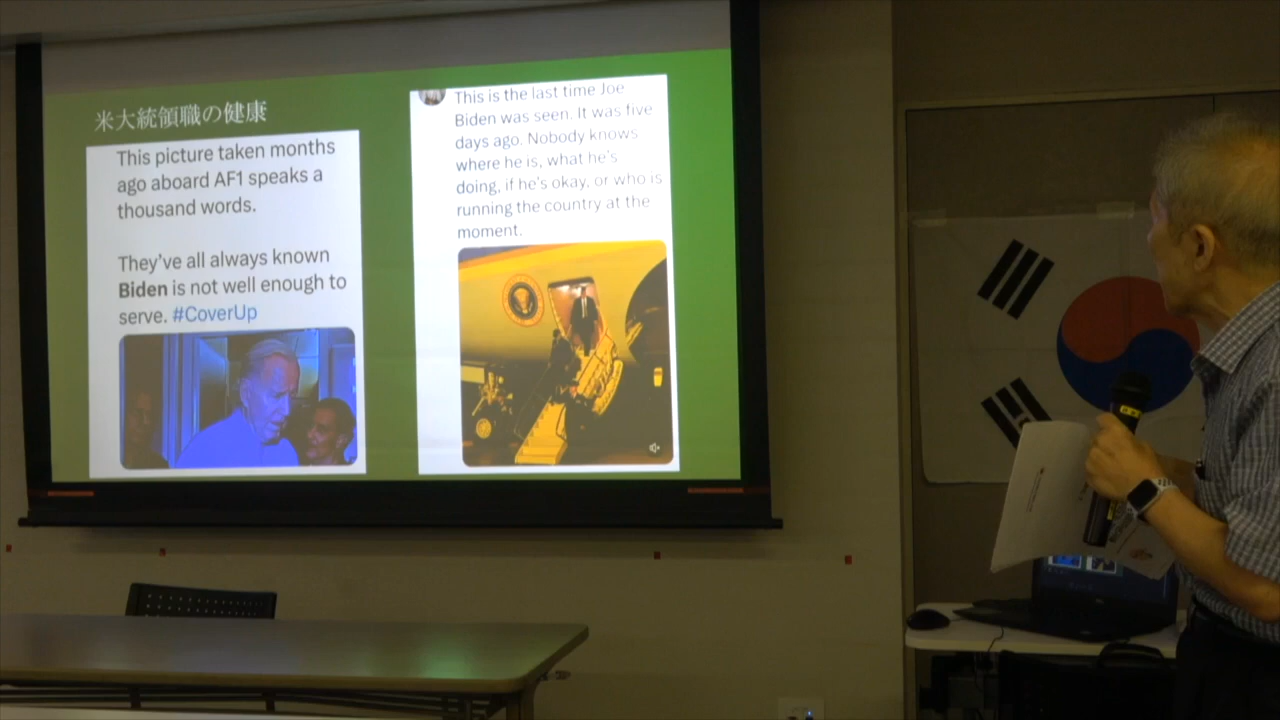 米大統領職の健康
This picture taken months
ago aboard AF1 speaks a
thousand words.
They've all always known
Biden is not well enough to
serve. #CoverUp
This is the last time Joe
Biden was seen. It was five
days ago. Nobody knows
where he is, what he's
doing, if he's okay, or who is
running the country at the
moment.